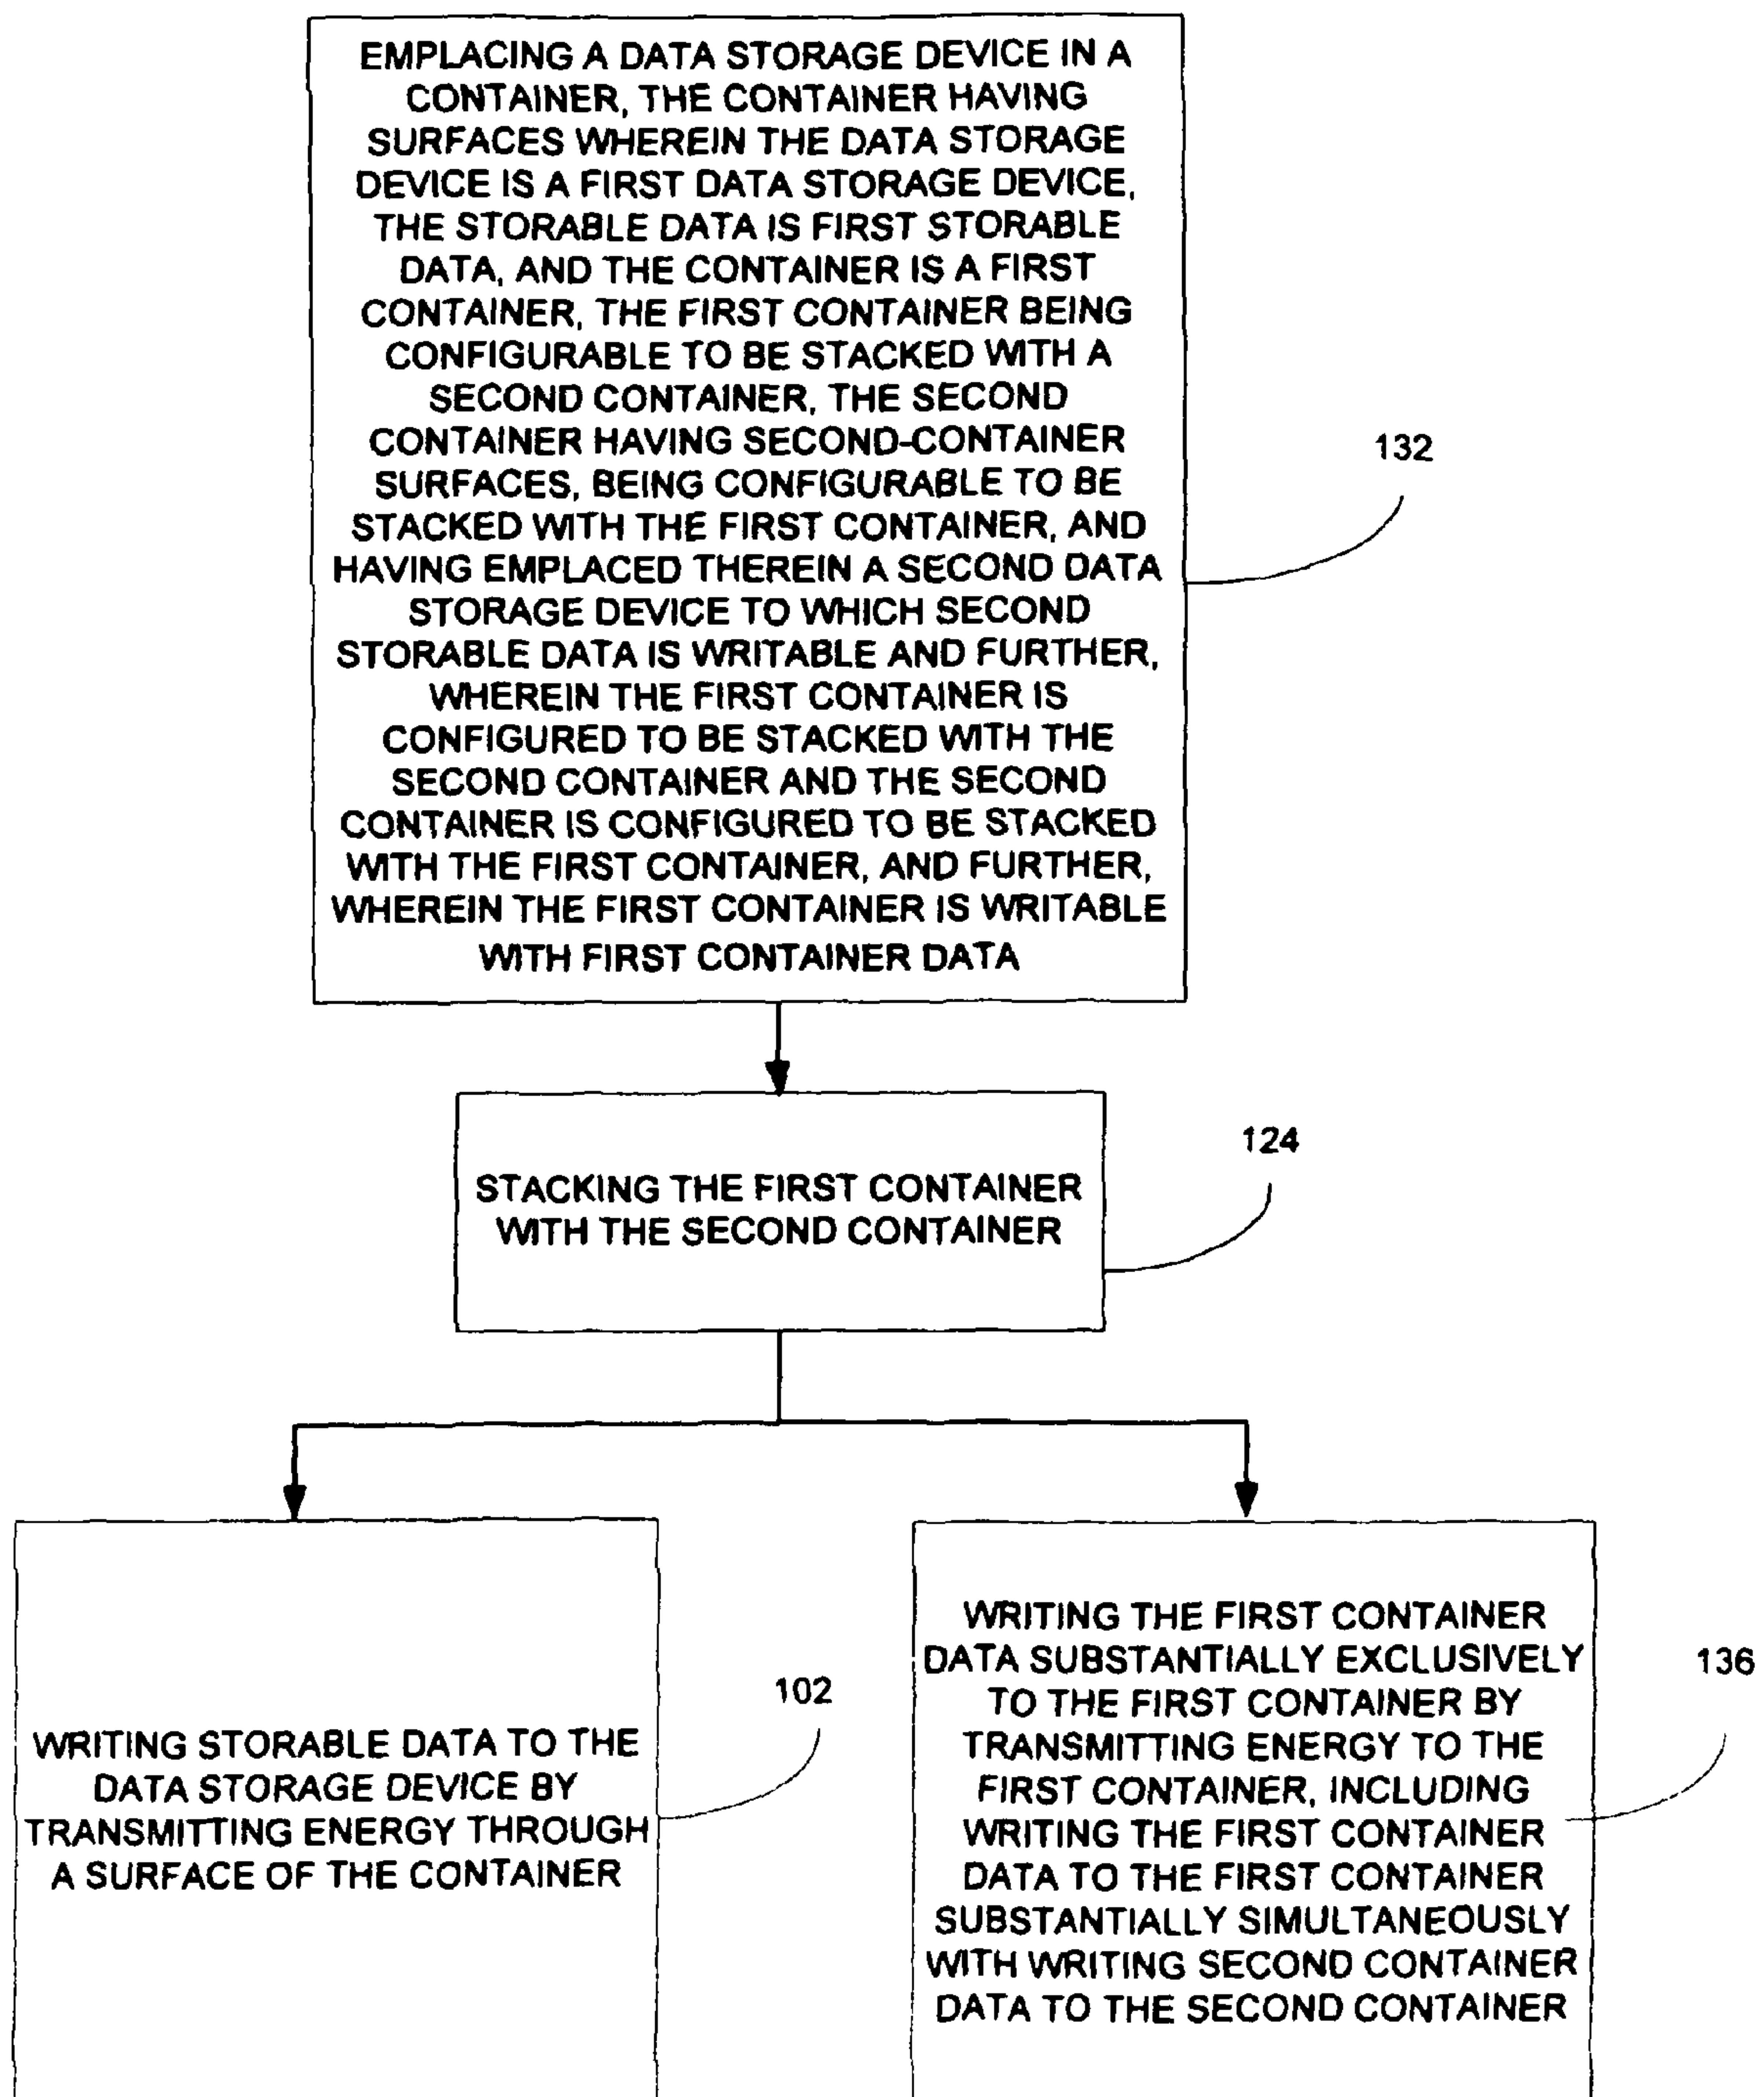 EMPLACING A DATA STORAGE DEVICE IN A
CONTAINER, THE CONTAINER HAVING
SURFACES WHEREIN THE DATA STORAGE
DEVICE IS A FIRST DATA STORAGE DEVICE,
THE STORABLE DATA IS FIRST STORABLE
DATA, AND THE CONTAINER IS A FIRST
CONTAINER, THE FIRST CONTAINER BEING
CONFIGURABLE TO BE STACKED WITH A
SECOND CONTAINER, THE SECOND
CONTAINER HAVING SECOND-CONTAINER
SURFACES, BEING CONFIGURABLE TO BE
STACKED WITH THE FIRST CONTAINER, AND
HAVING EMPLACED THEREIN A SECOND DATA
STORAGE DEVICE TO WHICH SECOND
STORABLE DATA IS WRITABLE AND FURTHER,
WHEREIN THE FIRST CONTAINER IS
CONFIGURED TO BE STACKED WITH THE
SECOND CONTAINER AND THE SECOND
CONTAINER IS CONFIGURED TO BE STACKED
WITH THE FIRST CONTAINER, AND FURTHER,
WHEREIN THE FIRST CONTAINER IS WRITABLE
WITH FIRST CONTAINER DATA
132
STACKING THE FIRST CONTAINER
WITH THE SECOND CONTAINER
124
WRITING STORABLE DATA TO THE
DATA STORAGE DEVICE BY
TRANSMITTING ENERGY THROUGH
A SURFACE OF THE CONTAINER
102
WRITING THE FIRST CONTAINER
DATA SUBSTANTIALLY EXCLUSIVELY
TO THE FIRST CONTAINER BY
TRANSMITTING ENERGY TO THE
FIRST CONTAINER, INCLUDING
WRITING THE FIRST CONTAINER
DATA TO THE FIRST CONTAINER
SUBSTANTIALLY SIMULTANEOUSLY
WITH WRITING SECOND CONTAINER
DATA TO THE SECOND CONTAINER
136